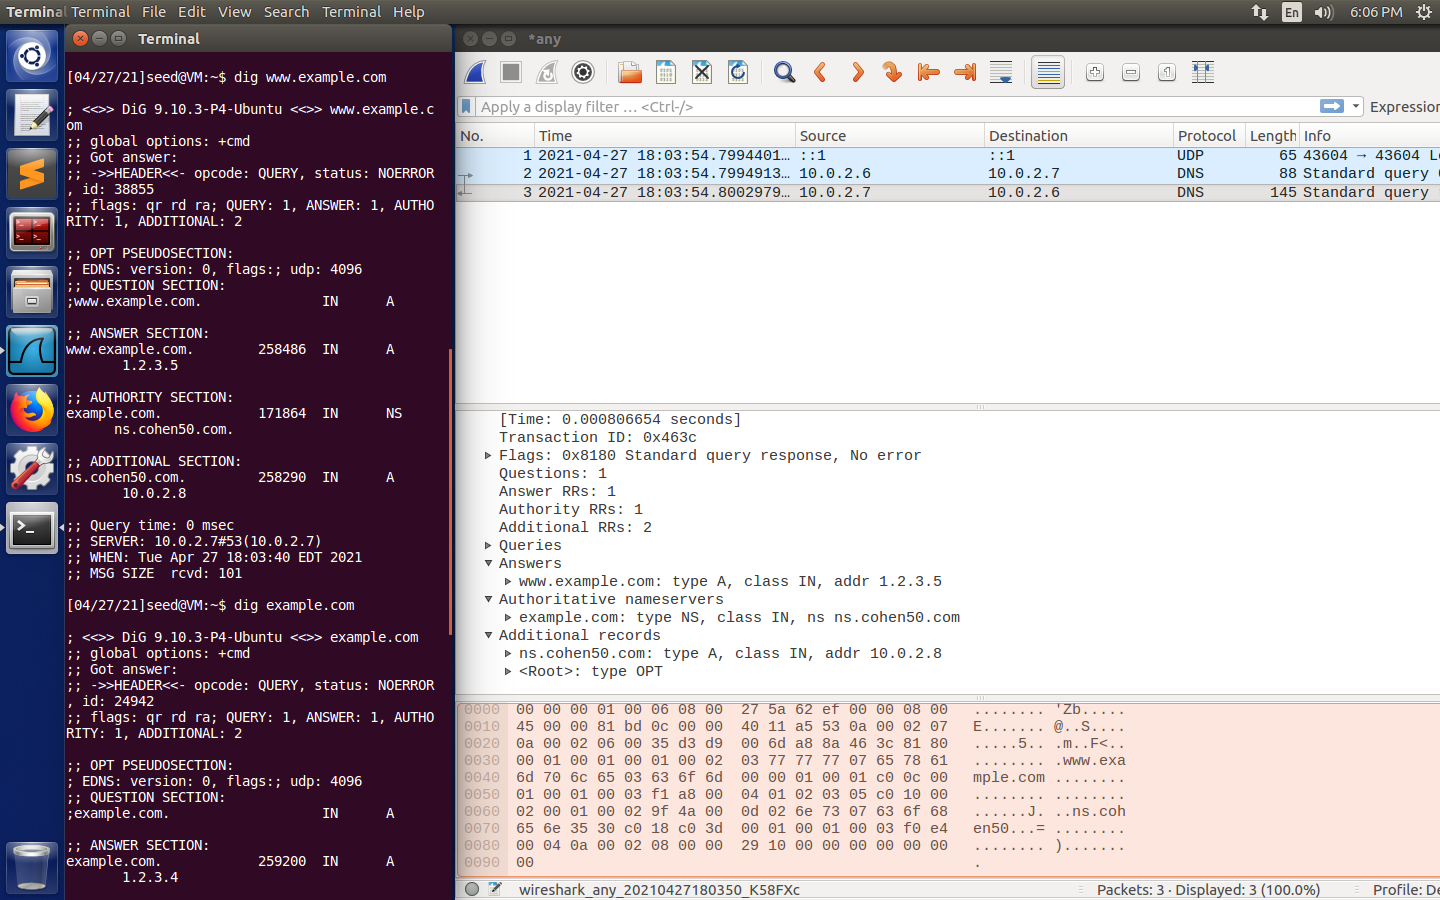 Terminal Terminal File Edit View Search Terminal Help
En
6:06 PM
Terminal
[04/27/21]seed@VM:~$ dig www.example.com
; <<>> DiG 9.10.3-P4-Ubuntu <<>> www.example.c
om
;; global options: +cmd
;; Got answer:
;; ->>HEADER<<- opcode: QUERY, status: NOERROR
, id: 38855
;; flags: qr rd ra; QUERY: 1, ANSWER: 1, AUTHO
RITY: 1, ADDITIONAL: 2
;; OPT PSEUDOSECTION:
; EDNS: version: 0, flags:; udp: 4096
;; QUESTION SECTION:
;www.example.com. IN A
;; ANSWER SECTION:
www.example.com. 258486 IN A
1.2.3.5
;; AUTHORITY SECTION:
example.com. 171864 IN NS
ns.cohen50.com.
;; ADDITIONAL SECTION:
ns.cohen50.com. 258290 IN A
10.0.2.8
;; Query time: 0 msec
;; SERVER: 10.0.2.7#53(10.0.2.7)
;; WHEN: Tue Apr 27 18:03:40 EDT 2021
;; MSG SIZE rcvd: 101
[04/27/21]seed@VM:~$ dig example.com
; <<>> DiG 9.10.3-P4-Ubuntu <<>> example.com
;; global options: +cmd
;; Got answer:
;; ->>HEADER<<- opcode: QUERY, status: NOERROR
, id: 24942
;; flags: qr rd ra; QUERY: 1, ANSWER: 1, AUTHO
RITY: 1, ADDITIONAL: 2
;; OPT PSEUDOSECTION:
; EDNS: version: 0, flags:; udp: 4096
;; QUESTION SECTION:
;example.com. IN A
;; ANSWER SECTION:
example.com. 259200 IN A
1.2.3.4
*any
Apply a display filter … <Ctrl-/>
Expression
No. Time Source Destination Protocol Length Info
1 2021-04-27 18:03:54.7994401… ::1 ::1 UDP 65 43604 → 43604 Le
2 2021-04-27 18:03:54.7994913… 10.0.2.6 10.0.2.7 DNS 88 Standard query
3 2021-04-27 18:03:54.8002979… 10.0.2.7 10.0.2.6 DNS 145 Standard query
[Time: 0.000806654 seconds]
Transaction ID: 0x463c
Flags: 0x8180 Standard query response, No error
Questions: 1
Answer RRs: 1
Authority RRs: 1
Additional RRs: 2
Queries
Answers
www.example.com: type A, class IN, addr 1.2.3.5
Authoritative nameservers
example.com: type NS, class IN, ns ns.cohen50.com
Additional records
ns.cohen50.com: type A, class IN, addr 10.0.2.8
<Root>: type OPT
0000 00 00 00 01 00 06 08 00 27 5a 62 ef 00 00 08 00 ........ 'Zb.....
0010 45 00 00 81 bd 0c 00 00 40 11 a5 53 0a 00 02 07 E....... @..S....
0020 0a 00 02 06 00 35 d3 d9 00 6d a8 8a 46 3c 81 80 .....5.. .m..F<..
0030 00 01 00 01 00 01 00 02 03 77 77 77 07 65 78 61 ........ .www.exa
0040 6d 70 6c 65 03 63 6f 6d 00 00 01 00 01 c0 0c 00 mple.com ........
0050 01 00 01 00 03 f1 a8 00 04 01 02 03 05 c0 10 00 ........ ........
0060 02 00 01 00 02 9f 4a 00 0d 02 6e 73 07 63 6f 68 ......J. ..ns.coh
0070 65 6e 35 30 c0 18 c0 3d 00 01 00 01 00 03 f0 e4 en50...= ........
0080 00 04 0a 00 02 08 00 00 29 10 00 00 00 00 00 00 ........ ).......
0090 00 .
wireshark_any_20210427180350_K58FXc
Packets: 3 · Displayed: 3 (100.0%)
Profile: De